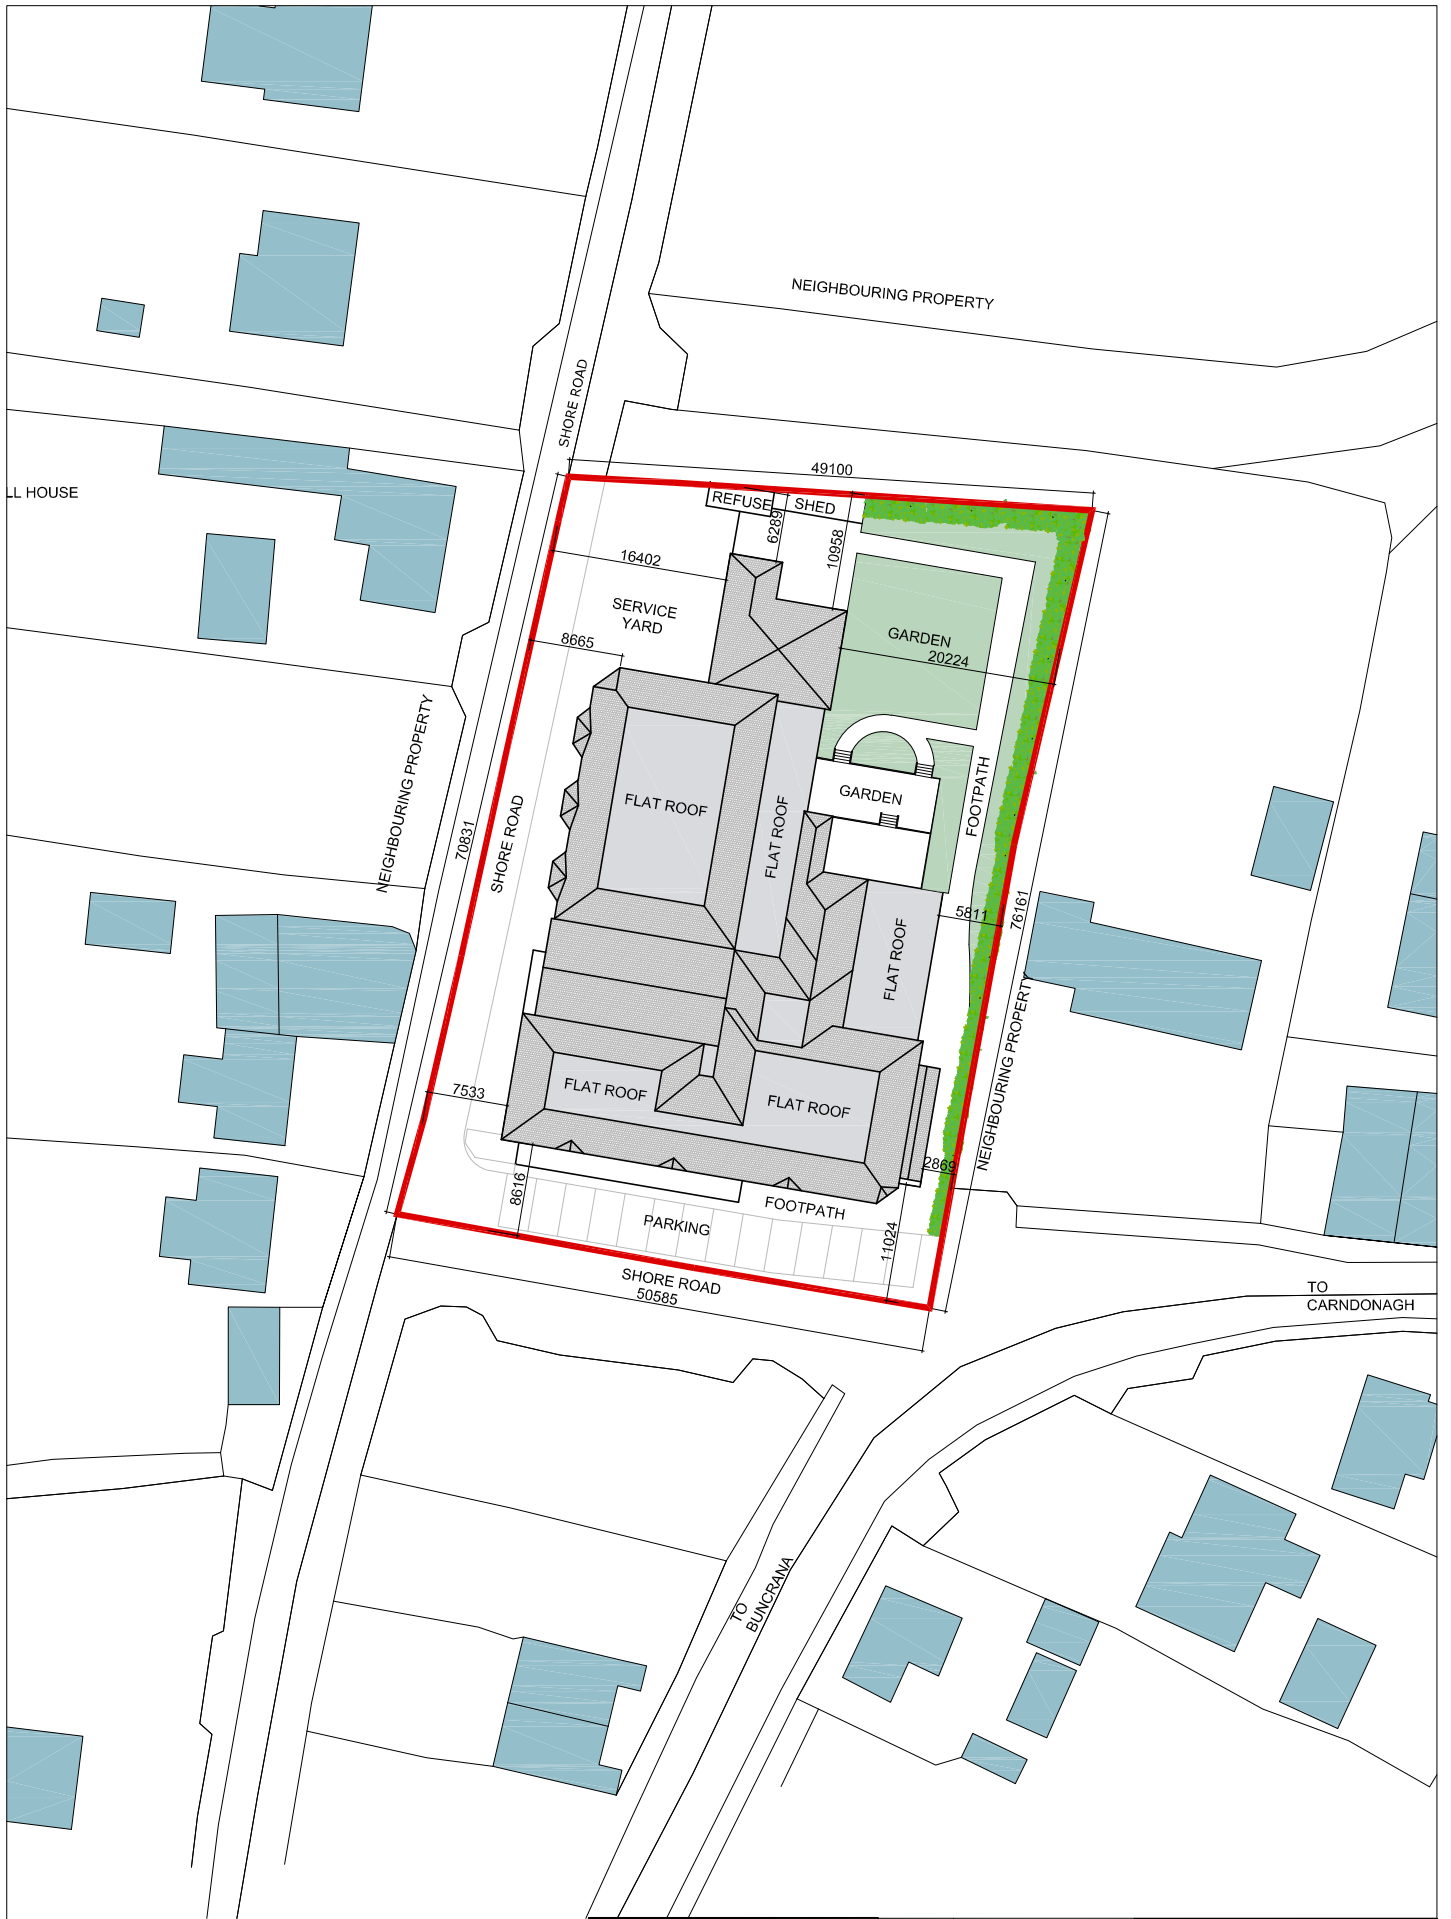 NEIGHBOURING PROPERTY
SHORE ROAD
49100
LL HOUSE
REFUSE
SHED
6289
10958
16402
SERVICE
YARD
8665
GARDEN
20224
NEIGHBOURING PROPERTY
70831
SHORE ROAD
FLAT ROOF
FLAT ROOF
GARDEN
FOOTPATH
5811
76161
FLAT ROOF
NEIGHBOURING PROPERTY
7533
FLAT ROOF
FLAT ROOF
2869
8616
FOOTPATH
PARKING
11024
SHORE ROAD
50585
TO
CARNDONAGH
TO
BUNCRANA